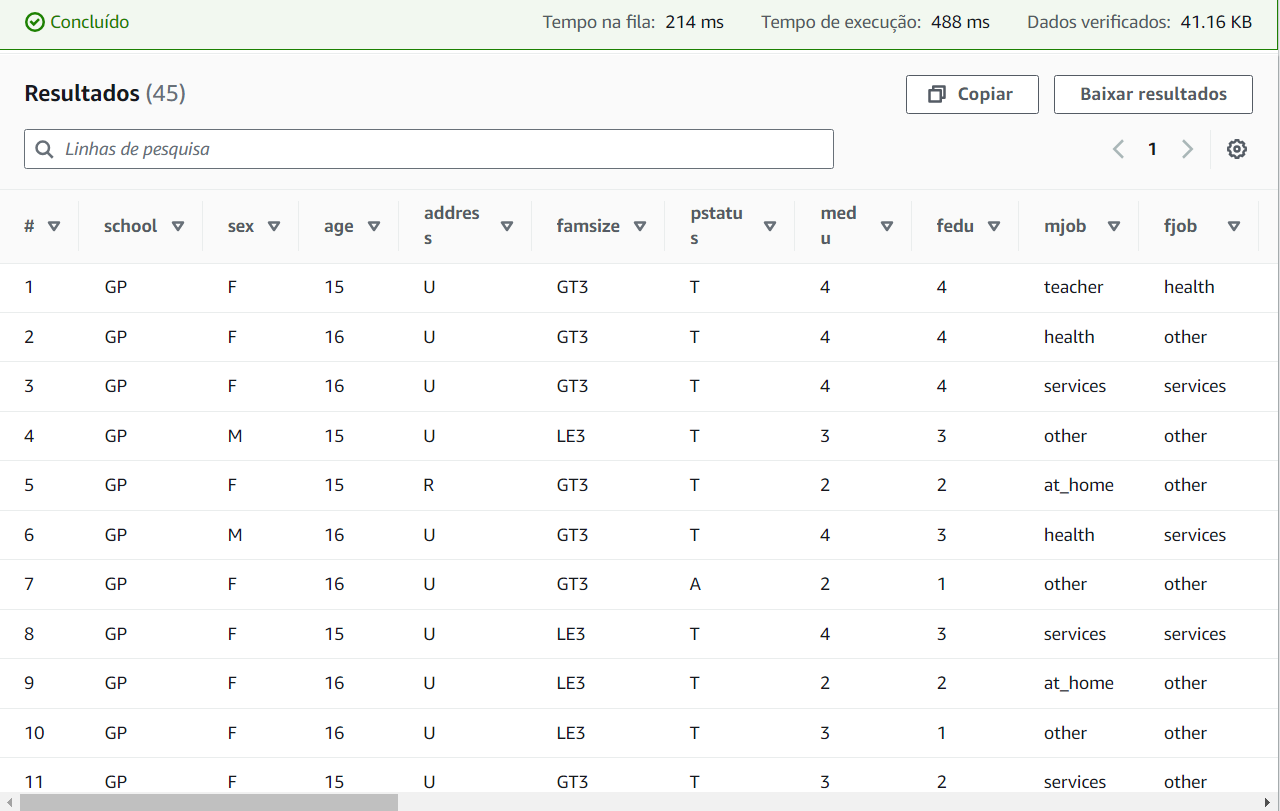 Concluído Tempo na fila: 214 ms Tempo de execução: 488 ms Dados verificados: 41.16 KB
Resultados (45) Copiar Baixar resultados
Linhas de pesquisa 1
# school sex age addres famsize pstatu med fedu mjob fjob
s s u
1 GP F 15 U GT3 T 4 4 teacher health
2 GP F 16 U GT3 T 4 4 health other
3 GP F 16 U GT3 T 4 4 services services
4 GP M 15 U LE3 T 3 3 other other
5 GP F 15 R GT3 T 2 2 at_home other
6 GP M 16 U GT3 T 4 3 health services
7 GP F 16 U GT3 A 2 1 other other
8 GP F 15 U LE3 T 4 3 services services
9 GP F 16 U LE3 T 2 2 at_home other
10 GP F 16 U LE3 T 3 1 other other
11 GP F 15 U GT3 T 3 2 services other